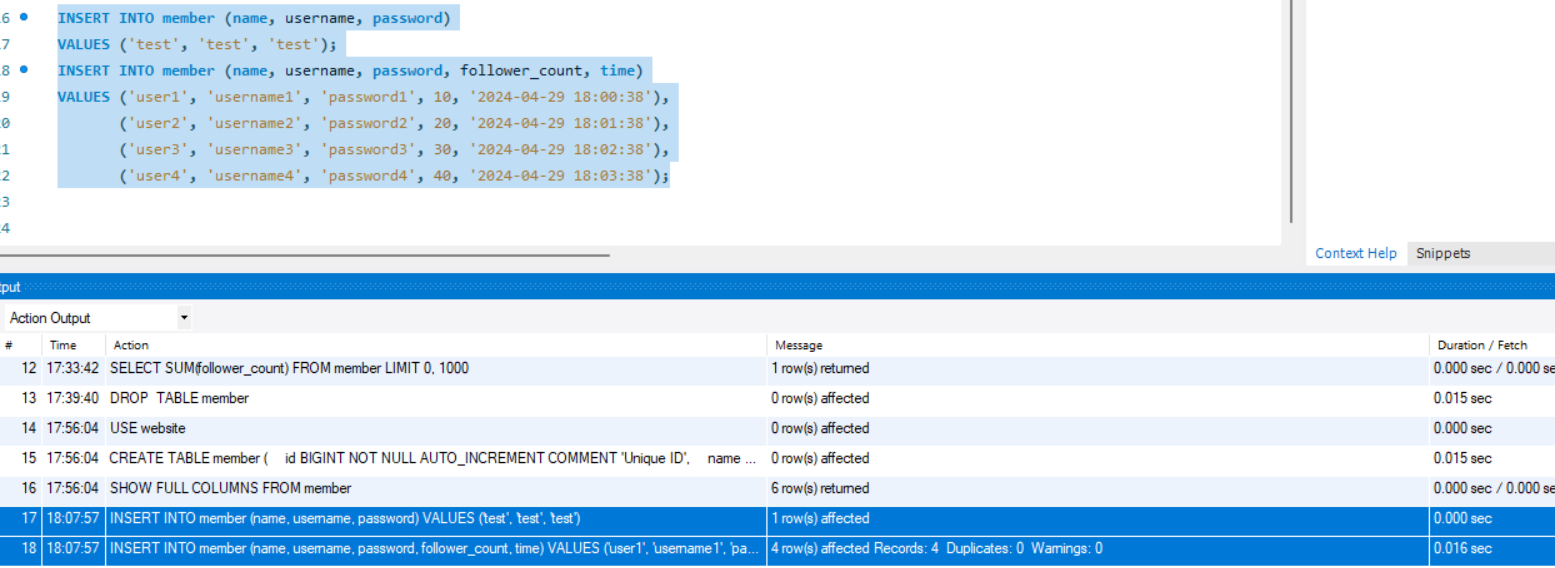 16 INSERT INTO member (name, username, password)
17 VALUES ('test', 'test', 'test');
18 INSERT INTO member (name, username, password, follower_count, time)
19 VALUES ('user1', 'username1', 'password1', 10, '2024-04-29 18:00:38'),
20 ('user2', 'username2', 'password2', 20, '2024-04-29 18:01:38'),
21 ('user3', 'username3', 'password3', 30, '2024-04-29 18:02:38'),
22 ('user4', 'username4', 'password4', 40, '2024-04-29 18:03:38');
23
24
Context Help Snippets
tput
Action Output
# Time Action Message Duration / Fetch
12 17:33:42 SELECT SUM(follower_count) FROM member LIMIT 0, 1000 1 row(s) returned 0.000 sec / 0.000 se
13 17:39:40 DROP TABLE member 0 row(s) affected 0.015 sec
14 17:56:04 USE website 0 row(s) affected 0.000 sec
15 17:56:04 CREATE TABLE member ( id BIGINT NOT NULL AUTO_INCREMENT COMMENT 'Unique ID', name ... 0 row(s) affected 0.015 sec
16 17:56:04 SHOW FULL COLUMNS FROM member 6 row(s) returned 0.000 sec / 0.000 se
17 18:07:57 INSERT INTO member (name, username, password) VALUES ('test', 'test', 'test') 1 row(s) affected 0.000 sec
18 18:07:57 INSERT INTO member (name, username, password, follower_count, time) VALUES ('user1', 'username1', 'pa... 4 row(s) affected Records: 4 Duplicates: 0 Warnings: 0 0.016 sec